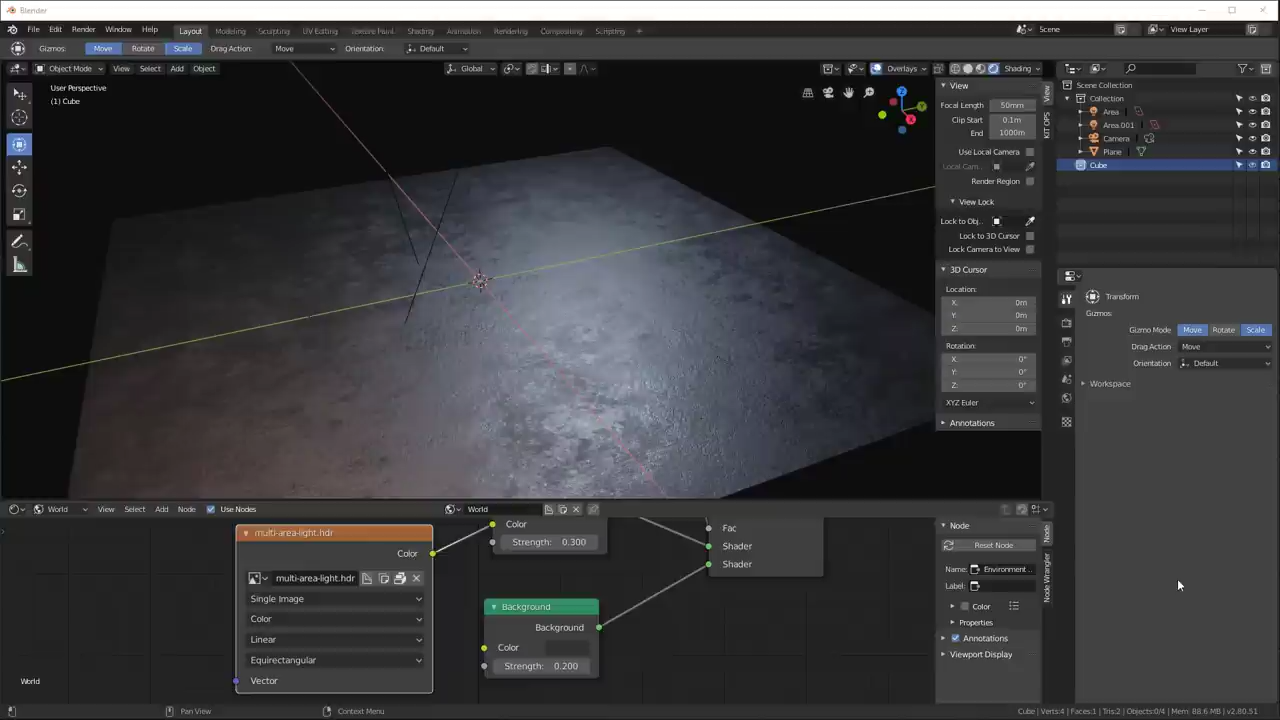 Blender
File Edit Render Window Help Layout Modeling Sculpting UV Editing Texture Paint Shading Animation Rendering Compositing Scripting + Scene View Layer
Gizmos: Move Rotate Scale Drag Action: Move Orientation: Default
Object Mode View Select Add Object Global Overlays Shading
User Perspective
(1) Cube
Z
Y
X
View
Focal Length 50mm
Clip Start 0.1m
End 1000m
Use Local Camera
Local Cam..
Render Region
View Lock
Lock to Obj..
Lock to 3D Cursor
Lock Camera to View
3D Cursor
Location:
X: 0m
Y: 0m
Z: 0m
Rotation:
X: 0°
Y: 0°
Z: 0°
XYZ Euler
Annotations
View
KIT OPS
Scene Collection
Collection
Area
Area.001
Camera
Plane
Cube
Transform
Gizmos:
Gizmo Mode Move Rotate Scale
Drag Action Move
Orientation Default
Workspace
World View Select Add Node Use Nodes World
multi-area-light.hdr
Color
multi-area-light.hdr
Single Image
Color
Linear
Equirectangular
Vector
Color
Strength: 0.300
Background
Background
Color
Strength: 0.200
Fac
Shader
Shader
Node
Reset Node
Name: Environment...
Label:
Color
Properties
Annotations
Viewport Display
Node
Node Wrangler
World
Pan View Context Menu Cube | Verts:4 | Faces:1 | Tris:2 | Objects:0/4 | Mem: 88.6 MB | v2.80.51